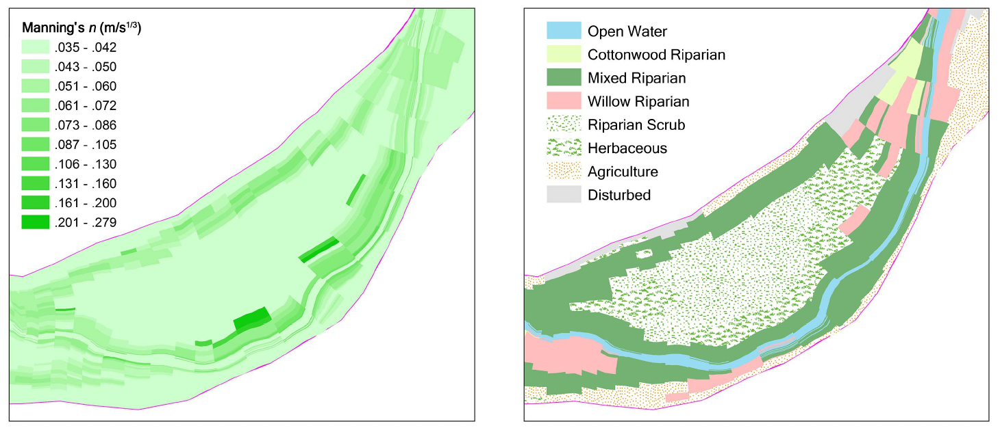 Manning's n (m/s1/3)
.035 - .042
.043 - .050
.051 - .060
.061 - .072
.073 - .086
.087 - .105
.106 - .130
.131 - .160
.161 - .200
.201 - .279
Open Water
Cottonwood Riparian
Mixed Riparian
Willow Riparian
Riparian Scrub
Herbaceous
Agriculture
Disturbed